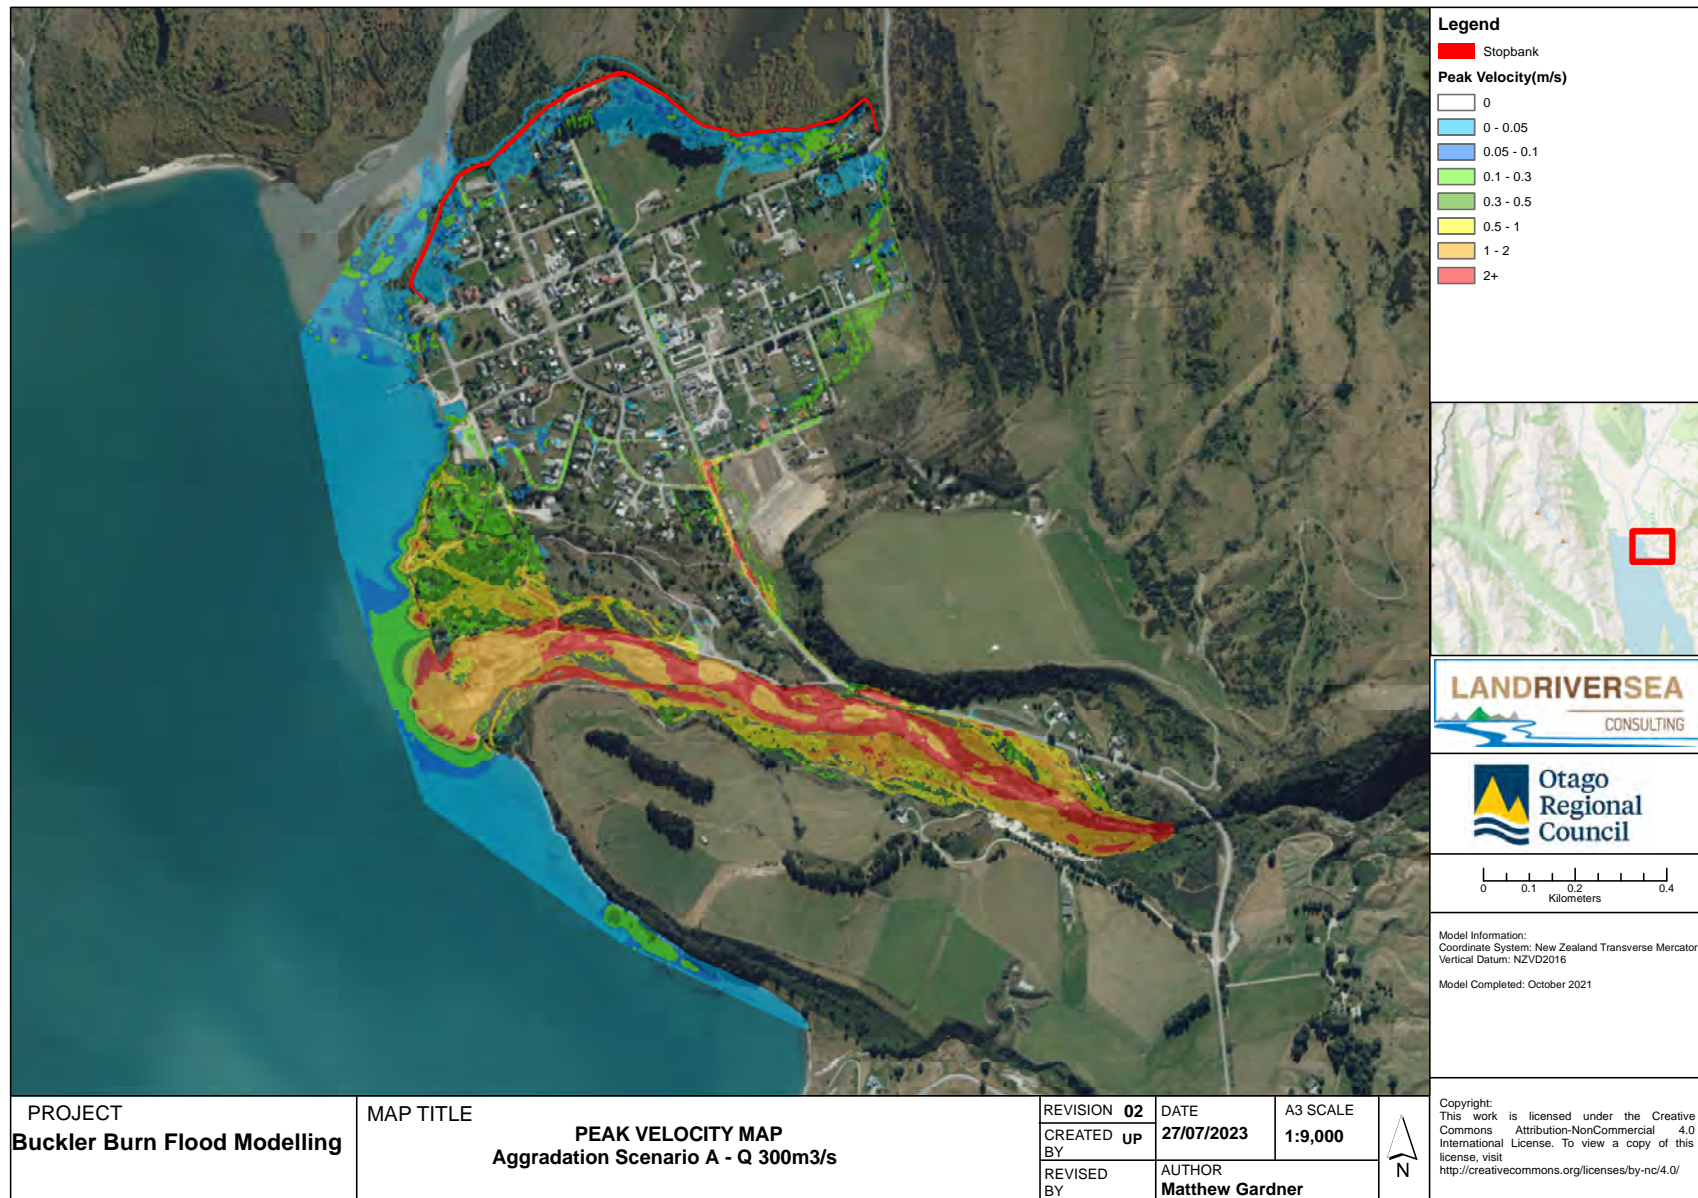 Legend
Stopbank
Peak Velocity(m/s)
0
0 - 0.05
0.05 - 0.1
0.1 - 0.3
0.3 - 0.5
0.5 - 1
1 - 2
2+
LANDRIVERSEA
CONSULTING
Otago
Regional
Council
0 0.1 0.2 0.4
Kilometers
Model Information:
Coordinate System: New Zealand Transverse Mercator
Vertical Datum: NZVD2016
Model Completed: October 2021
Copyright:
This work is licensed under the Creative
Commons Attribution-NonCommercial 4.0
International License. To view a copy of this
license, visit
http://creativecommons.org/licenses/by-nc/4.0/
PROJECT
Buckler Burn Flood Modelling
MAP TITLE
PEAK VELOCITY MAP
Aggradation Scenario A - Q 300m3/s
REVISION 02
CREATED BY UP
REVISED BY
DATE
27/07/2023
A3 SCALE
1:9,000
AUTHOR
Matthew Gardner
N